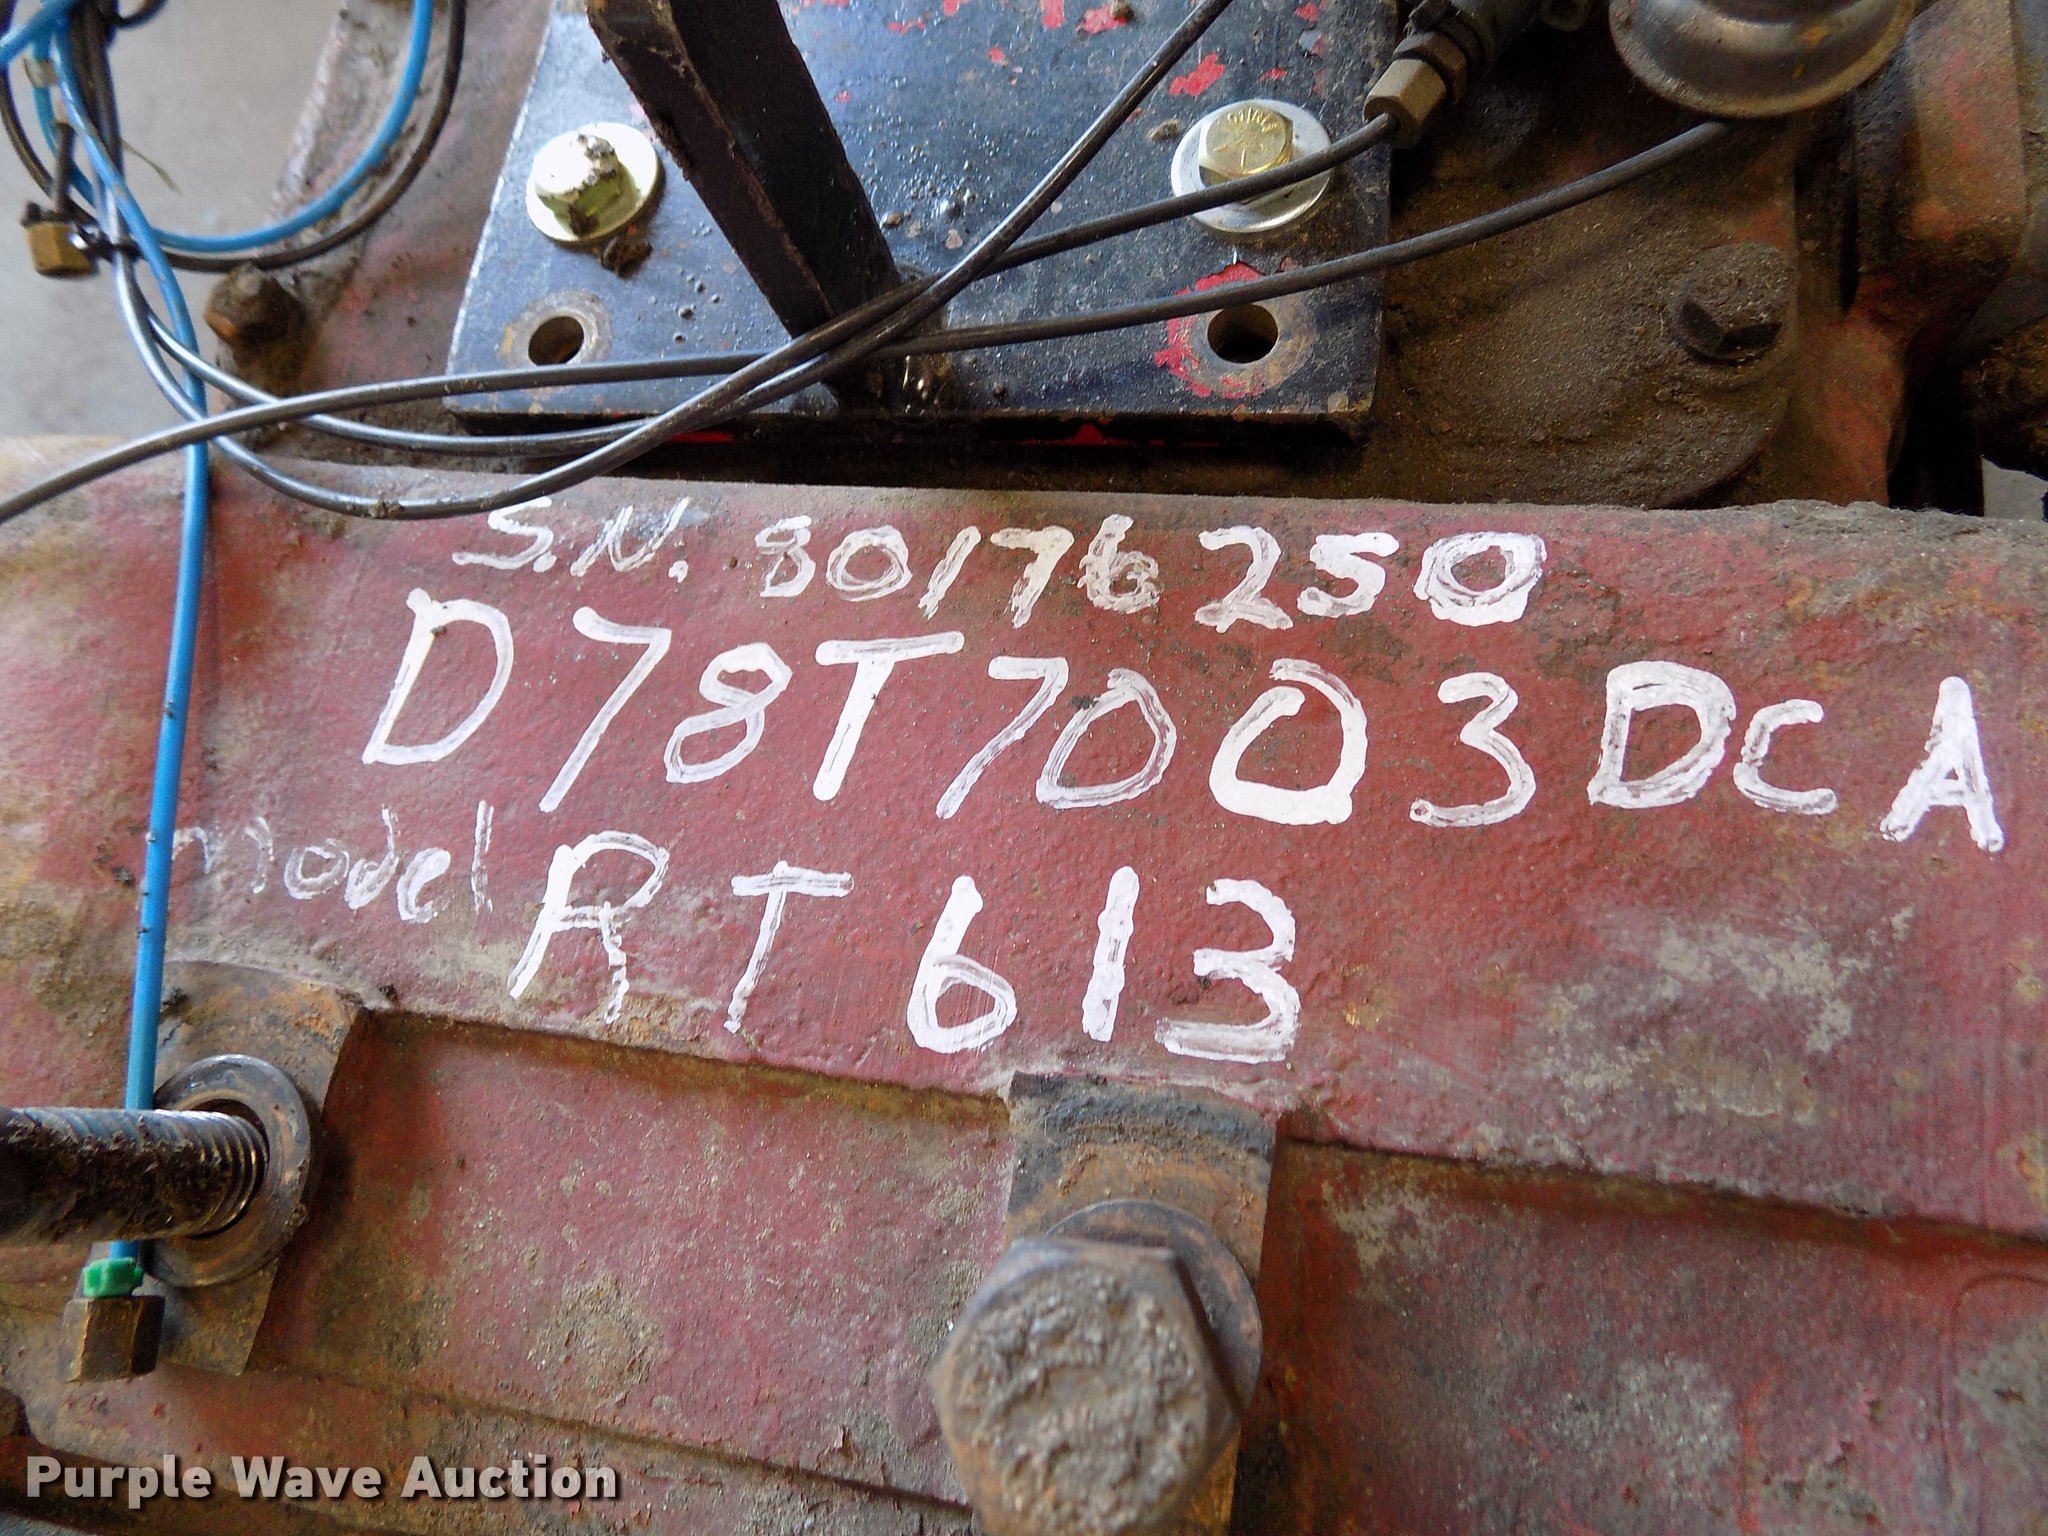 S.N. 80176250
D78T7003DCA
model RT613
Purple Wave Auction